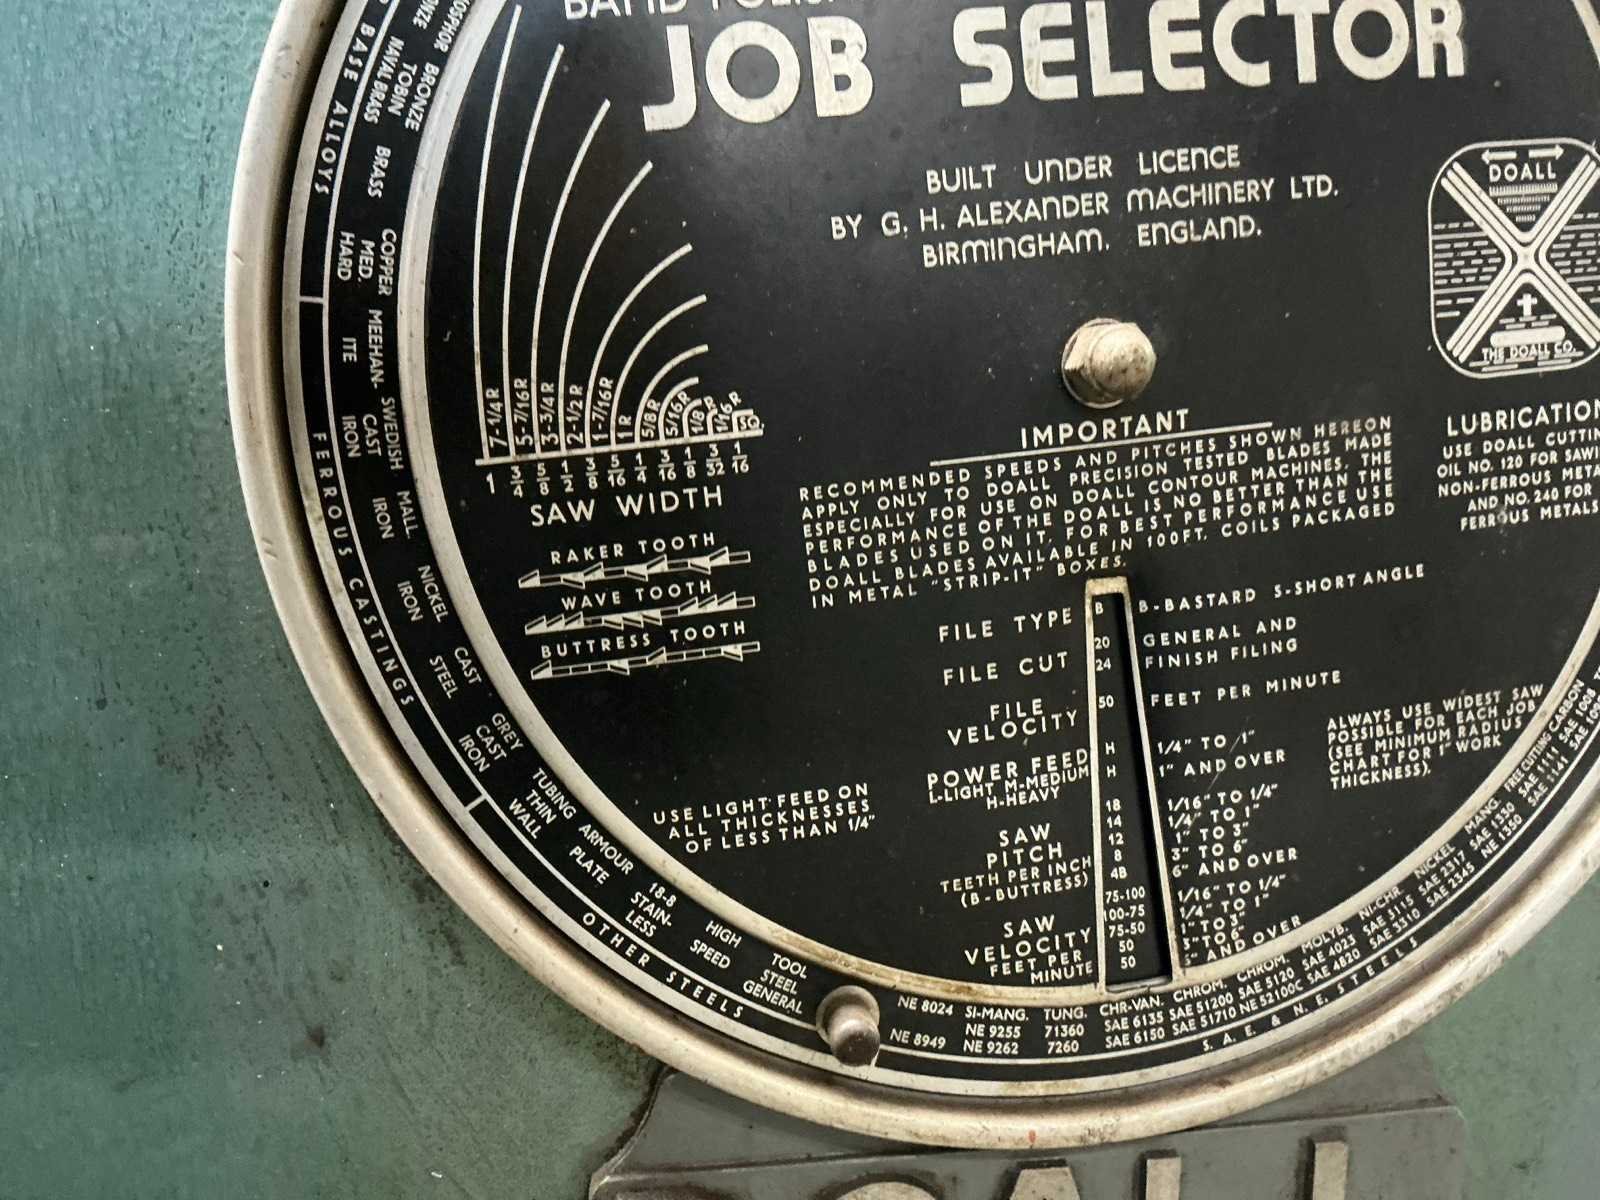 JOB SELECTOR
BUILT UNDER LICENCE
BY G. H. ALEXANDER MACHINERY LTD.
BIRMINGHAM. ENGLAND.
DOALL
THE DOALL CO.
7-1/4 R
5-7/16 R
3-3/4 R
2-1/2 R
1-7/16 R
1 R
5/8 R
5/16 R
1/8 R
1/16 R
SQ.
1 3/4 5/8 1/2 3/8 5/16 1/4 3/16 1/8 3/32 1/16
SAW WIDTH
RAKER TOOTH
WAVE TOOTH
BUTTRESS TOOTH
IMPORTANT
RECOMMENDED SPEEDS AND PITCHES SHOWN HEREON
APPLY ONLY TO DOALL PRECISION TESTED BLADES MADE
ESPECIALLY FOR USE ON DOALL CONTOUR MACHINES. THE
PERFORMANCE OF THE DOALL IS NO BETTER THAN THE
BLADES USED ON IT. FOR BEST PERFORMANCE USE
DOALL BLADES AVAILABLE IN 100FT. COILS PACKAGED
IN METAL "STRIP-IT" BOXES.
LUBRICATION
USE DOALL CUTTING
OIL NO. 120 FOR
NON-FERROUS
AND NO. 240 FOR
FERROUS METALS
FILE TYPE B B-BASTARD S-SHORT ANGLE
FILE CUT 20 GENERAL AND
24 FINISH FILING
FILE
VELOCITY 50 FEET PER MINUTE
POWER FEED H 1/4" TO 1"
L-LIGHT M-MEDIUM H 1" AND OVER
H-HEAVY
SAW 18 1/16" TO 1/4"
PITCH 14 1/4" TO 1"
TEETH PER INCH 12 1" TO 3"
(B-BUTTRESS) 8 3" TO 6"
4B 6" AND OVER
SAW 75-100 1/16" TO 1/4"
VELOCITY 100-75 1/4" TO 1"
FEET PER 75-50 1" TO 3"
MINUTE 50 3" TO 6"
50 AND OVER
ALWAYS USE WIDEST SAW
POSSIBLE FOR EACH JOB
(SEE MINIMUM RADIUS
CHART FOR 1" WORK
THICKNESS).
USE LIGHT FEED ON
ALL THICKNESSES
OF LESS THAN 1/4"
BASE ALLOYS
BRONZE
TOBIN
BRONZE
NAVAL BRASS
BRASS
COPPER
MED.
HARD
FERROUS CASTINGS
MEEHAN-
ITE
SWEDISH
CAST
IRON
MALL.
IRON
NICKEL
IRON
CAST
STEEL
GREY
CAST
IRON
OTHER STEELS
TUBING
THIN
WALL
ARMOUR
PLATE
18-8
STAIN-
LESS
HIGH
SPEED
TOOL
STEEL
GENERAL
S. A. E. & N. E. STEELS
NE 8024
NE 8949
SI-MANG.
NE 9255
NE 9262
TUNG.
71360
7260
CHR-VAN.
SAE 6135
SAE 6150
CHROM.
SAE 51200
SAE 51710
CHROM.
SAE 5120
NE 52100C
MOLYB.
SAE 4023
SAE 4820
NI-CHR.
SAE 3115
SAE 3310
NICKEL
SAE 2317
SAE 2345
MANG.
SAE 1330
NE 1350
FREE CUTTING
SAE 1111
SAE 1141
CARBON
SAE 1008